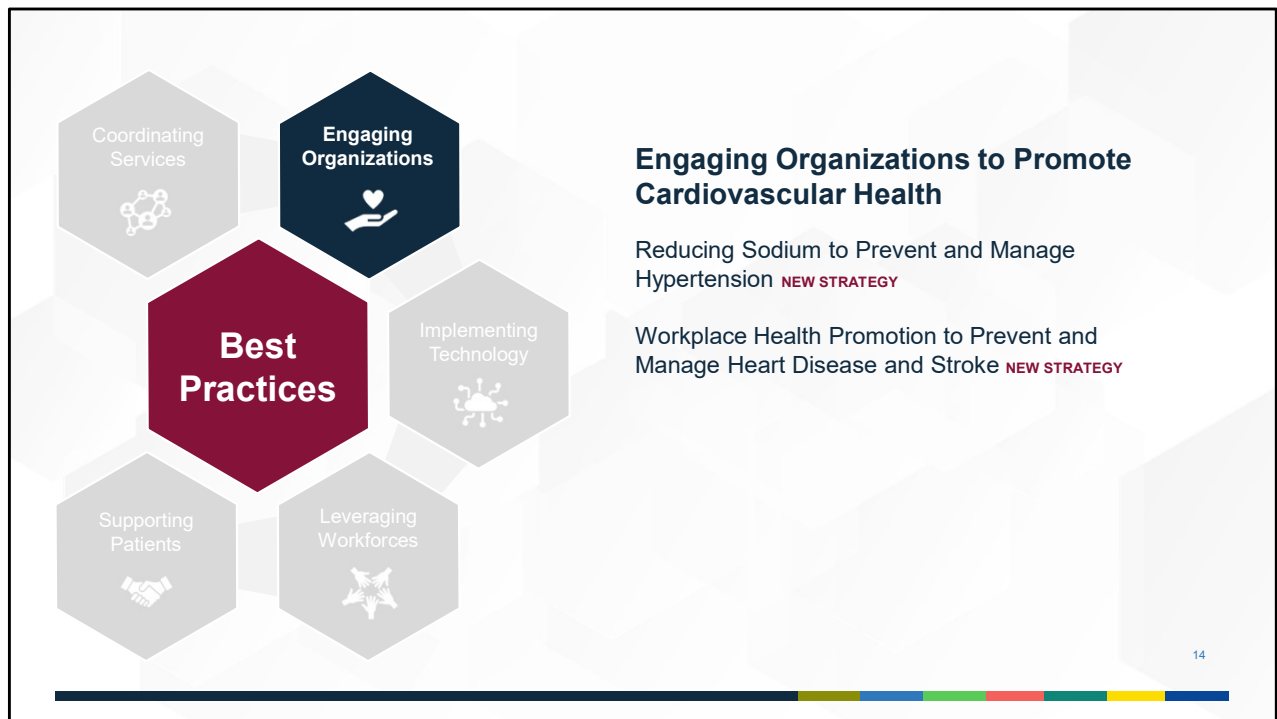 Coordinating
Services
Engaging
Organizations
Best
Practices
Implementing
Technology
Supporting
Patients
Leveraging
Workforces
Engaging Organizations to Promote
Cardiovascular Health
Reducing Sodium to Prevent and Manage
Hypertension NEW STRATEGY
Workplace Health Promotion to Prevent and
Manage Heart Disease and Stroke NEW STRATEGY
14